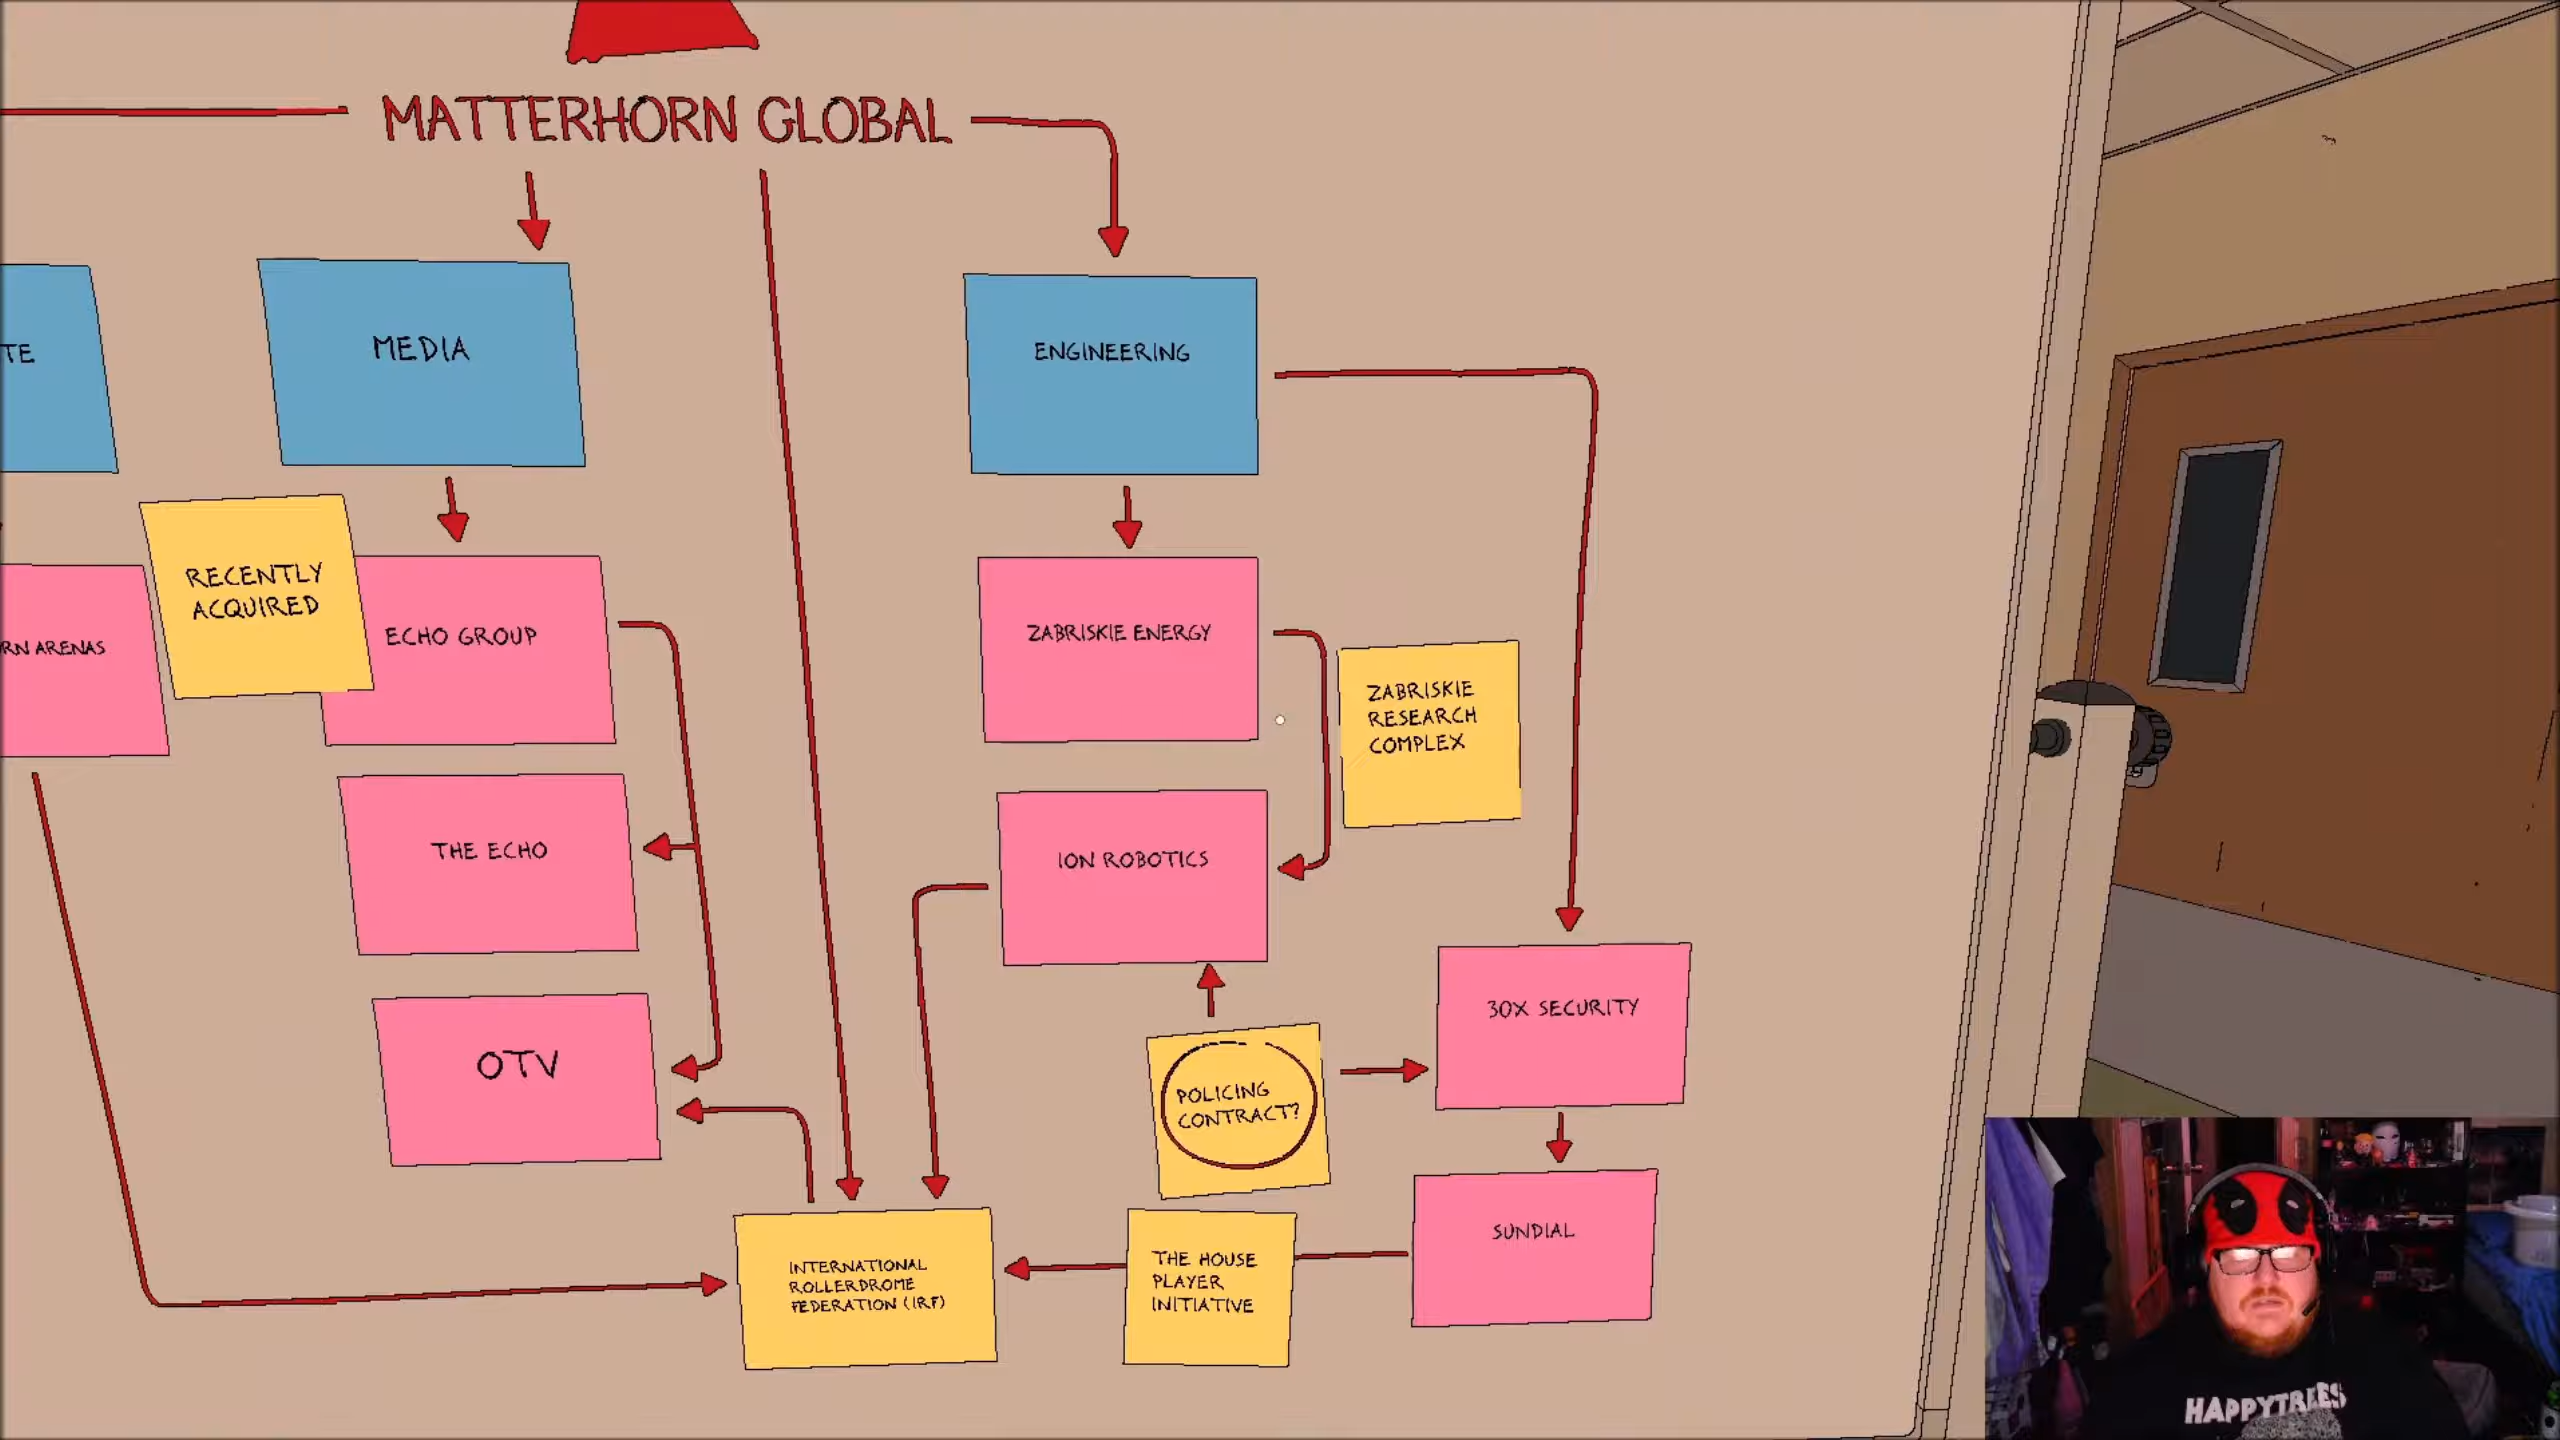 MATTERHORN GLOBAL
TE
MEDIA
ENGINEERING
RECENTLY
ACQUIRED
RN ARENAS
ECHO GROUP
ZABRISKIE ENERGY
ZABRISKIE
RESEARCH
COMPLEX
THE ECHO
ION ROBOTICS
30X SECURITY
OTV
POLICING
CONTRACT?
SUNDIAL
INTERNATIONAL
ROLLERDROME
FEDERATION (IRF)
THE HOUSE
PLAYER
INITIATIVE
HAPPYTREES